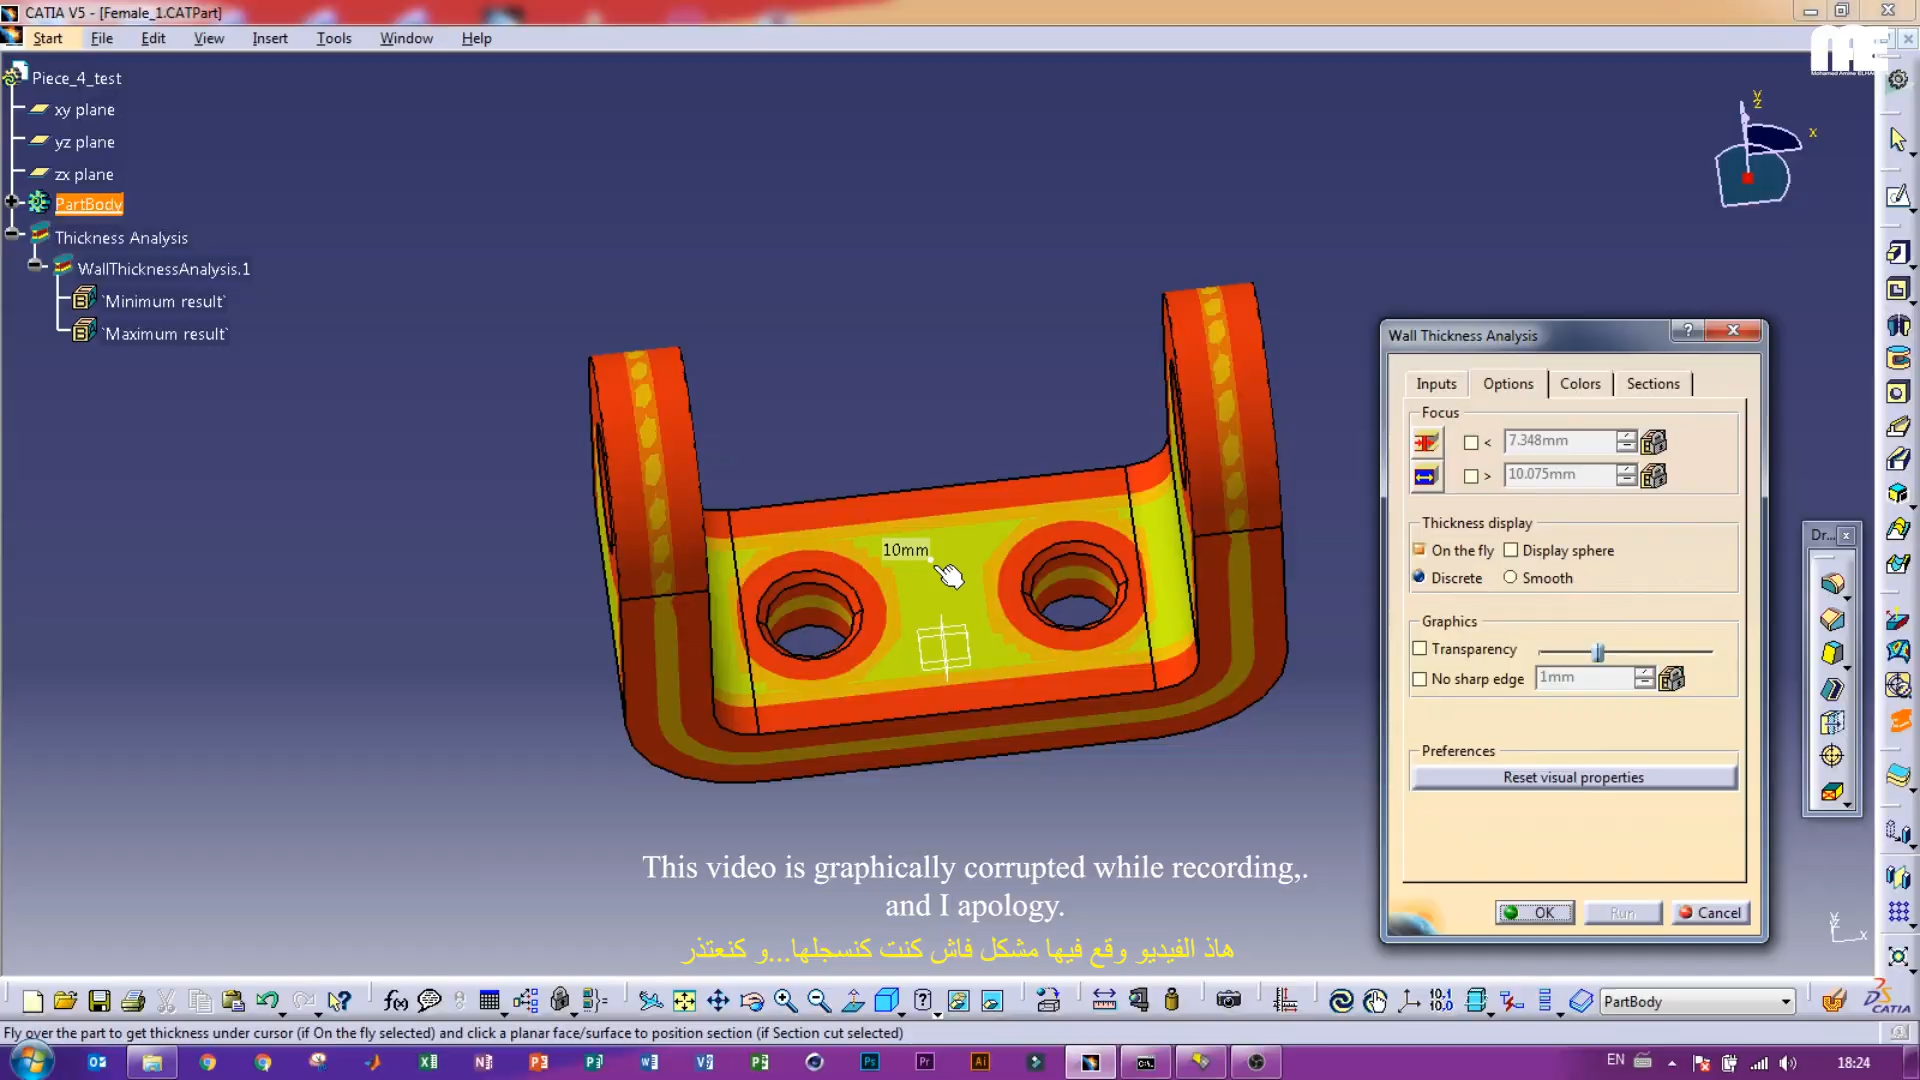 CATIA V5 - [Female_1.CATPart]
Start File Edit View Insert Tools Window Help
MAE
Piece_4_test
xy plane
yz plane
zx plane
PartBody
Thickness Analysis
WallThicknessAnalysis.1
`Minimum result`
`Maximum result`
y
z
x
10mm
Wall Thickness Analysis
Inputs Options Colors Sections
Focus
< 7.348mm
> 10.075mm
Thickness display
On the fly Display sphere
Discrete Smooth
Graphics
Transparency
No sharp edge 1mm
Preferences
Reset visual properties
OK Run Cancel
Dr...
This video is graphically corrupted while recording,.
and I apology.
هاذ الفيديو وقع فيها مشكل فاش كنت كنسجلها...و كنعتذر
PartBody
CATIA
Fly over the part to get thickness under cursor (if On the fly selected) and click a planar face/surface to position section (if Section cut selected)
EN 18:24